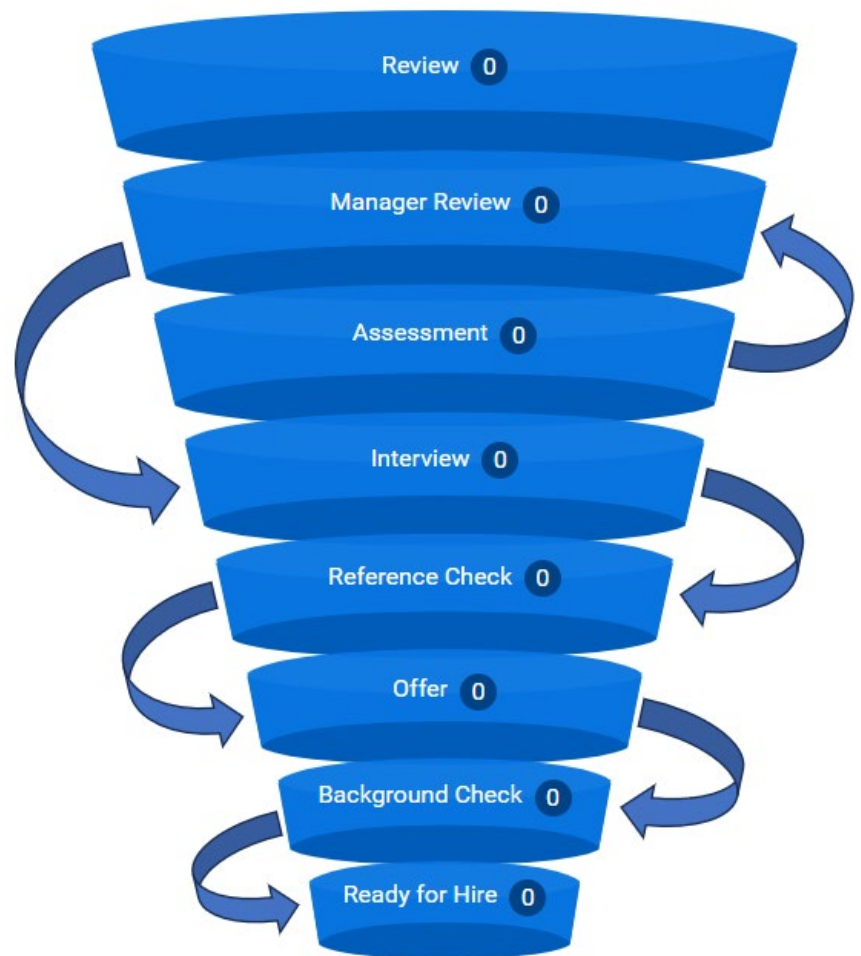 Review 0
Manager Review 0
Assessment 0
Interview 0
Reference Check 0
Offer 0
Background Check 0
Ready for Hire 0